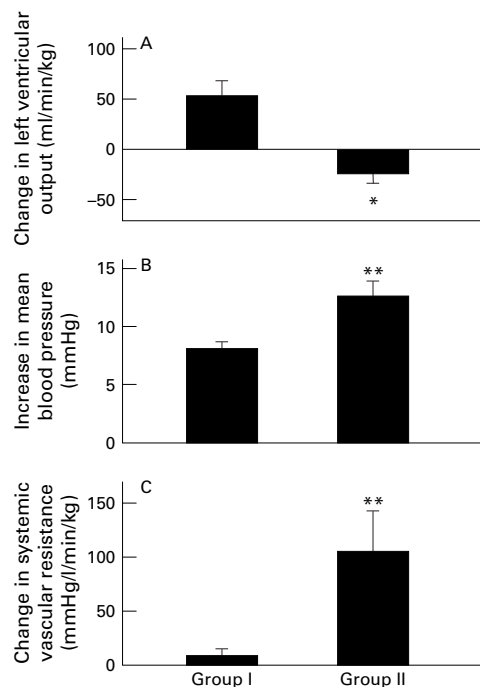 A
Change in left ventricular
output (ml/min/kg)
100
50
0
–50
*
B
Increase in mean
blood pressure
(mmHg)
15
10
5
0
**
C
Change in systemic
vascular resistance
(mmHg/l/min/kg)
150
100
50
0
**
Group I
Group II